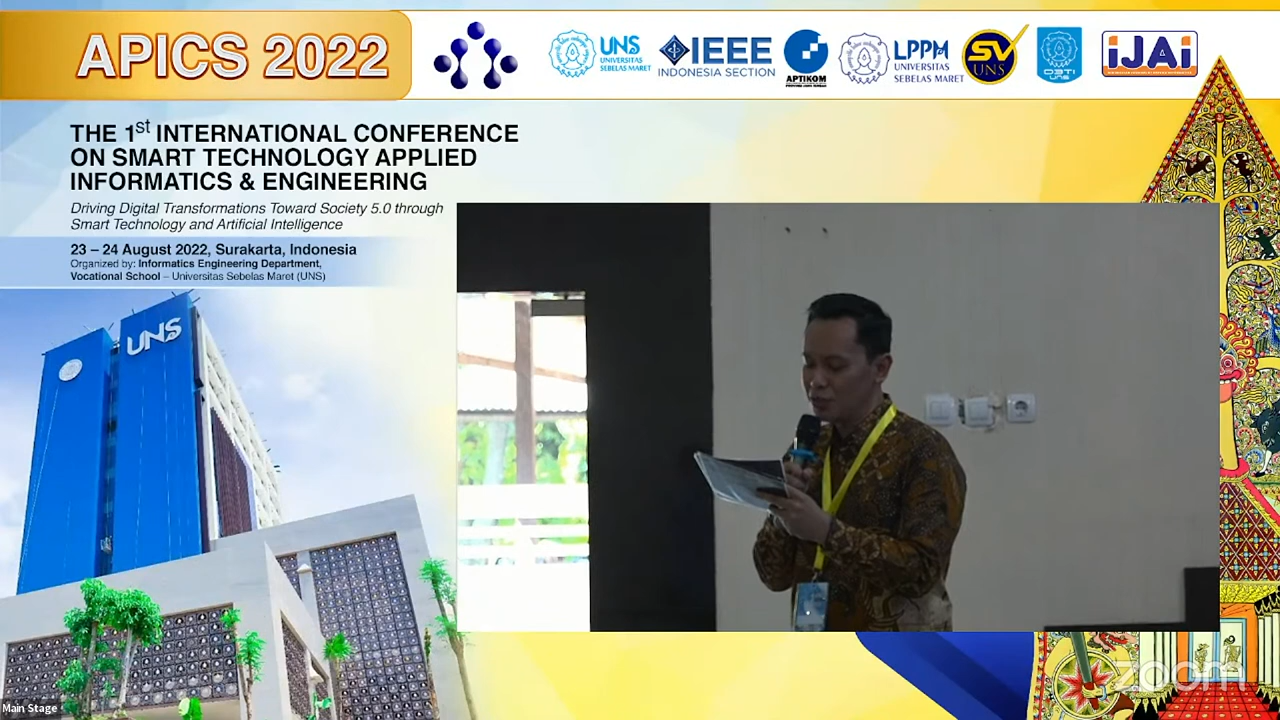 APICS 2022
UNS
UNIVERSITAS
SEBELAS MARET
IEEE
INDONESIA SECTION
APTIKOM
LPPM
UNIVERSITAS
SEBELAS MARET
SV
UNS
D3TI
UNS
iJAi
THE 1st INTERNATIONAL CONFERENCE
ON SMART TECHNOLOGY APPLIED
INFORMATICS & ENGINEERING
Driving Digital Transformations Toward Society 5.0 through
Smart Technology and Artificial Intelligence
23 – 24 August 2022, Surakarta, Indonesia
Organized by: Informatics Engineering Department,
Vocational School – Universitas Sebelas Maret (UNS)
UNS
zoom
Main Stage